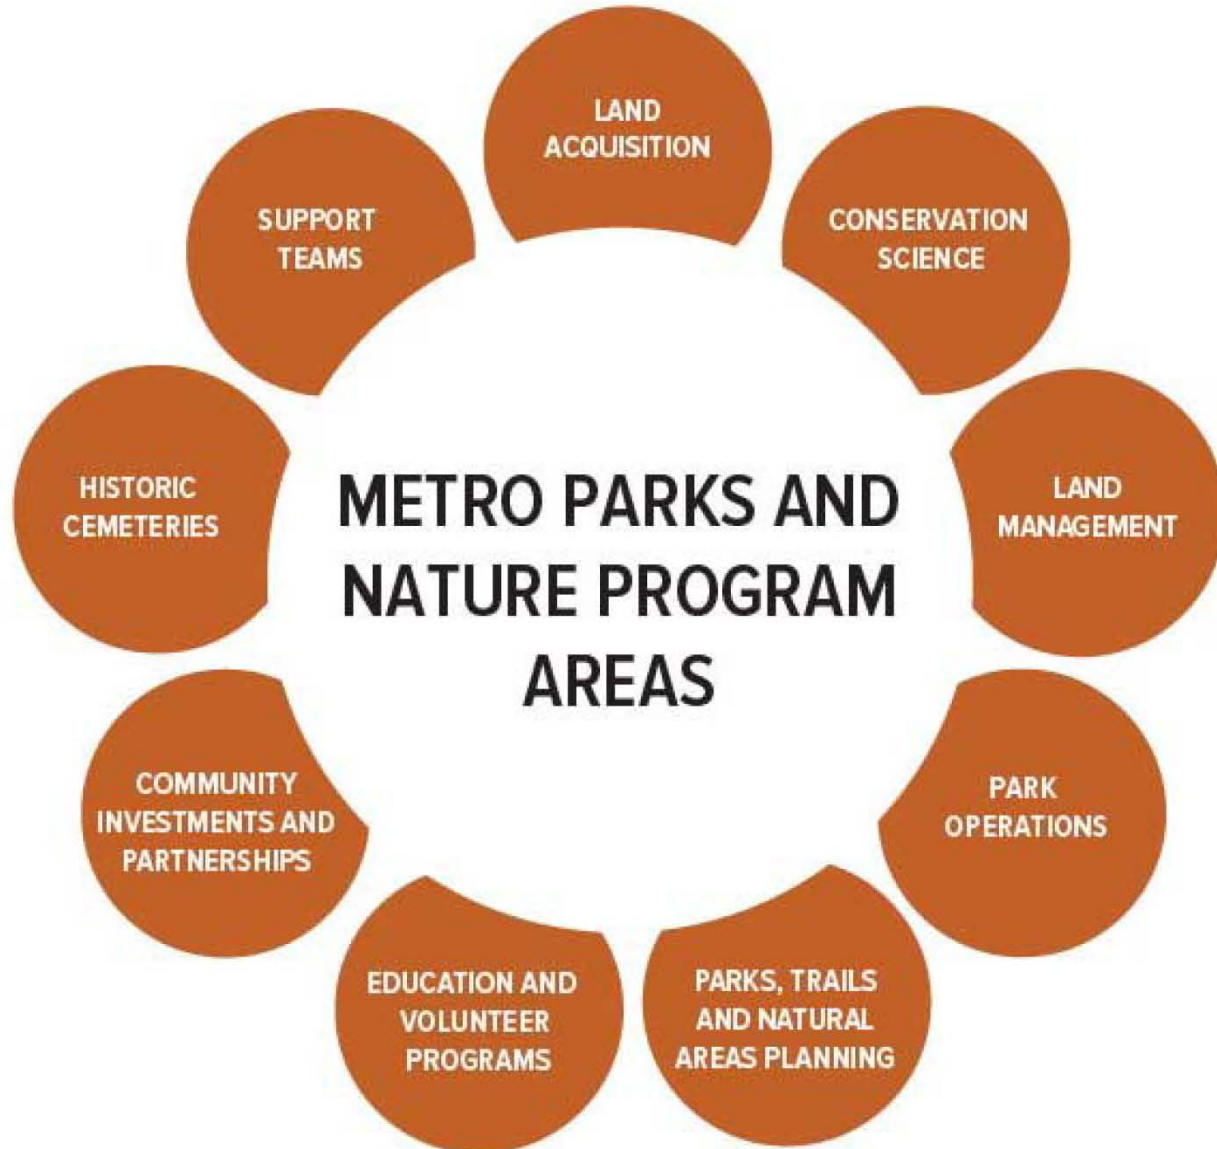 LAND
ACQUISITION
CONSERVATION
SCIENCE
LAND
MANAGEMENT
PARK
OPERATIONS
PARKS, TRAILS
AND NATURAL
AREAS PLANNING
EDUCATION AND
VOLUNTEER
PROGRAMS
COMMUNITY
INVESTMENTS AND
PARTNERSHIPS
HISTORIC
CEMETERIES
SUPPORT
TEAMS
METRO PARKS AND
NATURE PROGRAM
AREAS